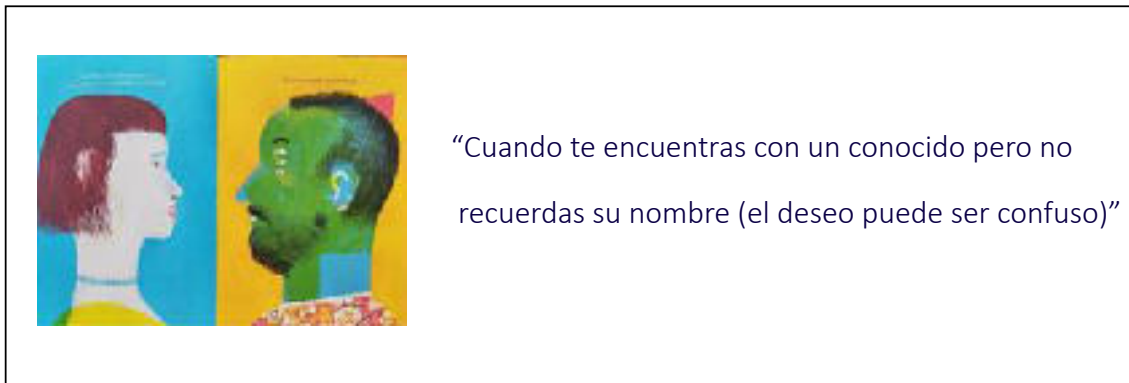 “Cuando te encuentras con un conocido pero no
recuerdas su nombre (el deseo puede ser confuso)”